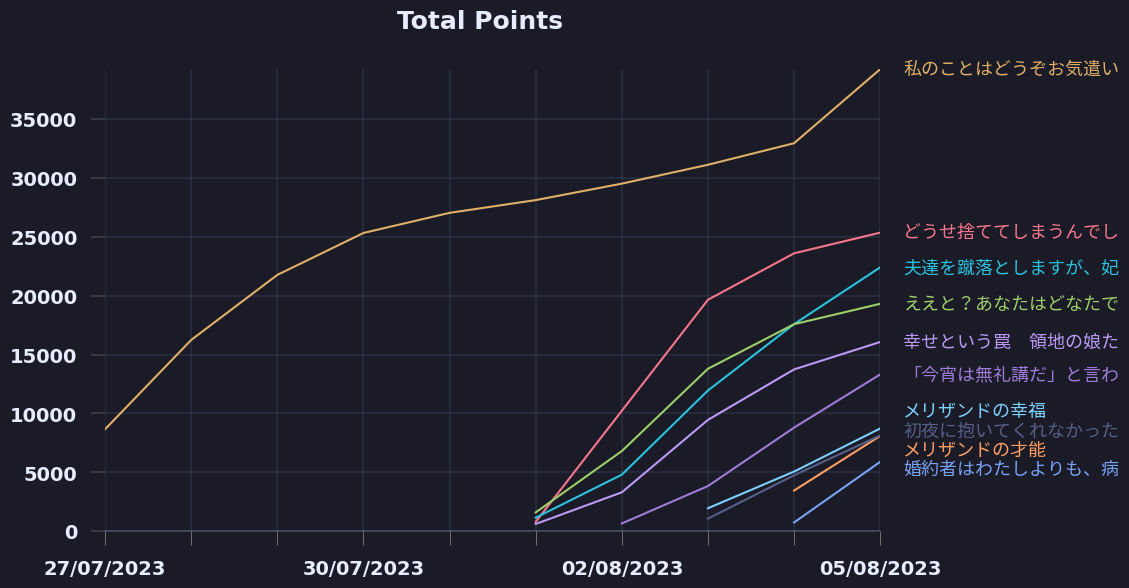 Total Points
35000
30000
25000
20000
15000
10000
5000
0
27/07/2023
30/07/2023
02/08/2023
05/08/2023
私のことはどうぞお気遣い
どうせ捨ててしまうんでし
夫達を蹴落としますが、妃
ええと？あなたはどなたで
幸せという罠　領地の娘た
「今宵は無礼講だ」と言わ
メリザンドの幸福
初夜に抱いてくれなかった
メリザンドの才能
婚約者はわたしよりも、病